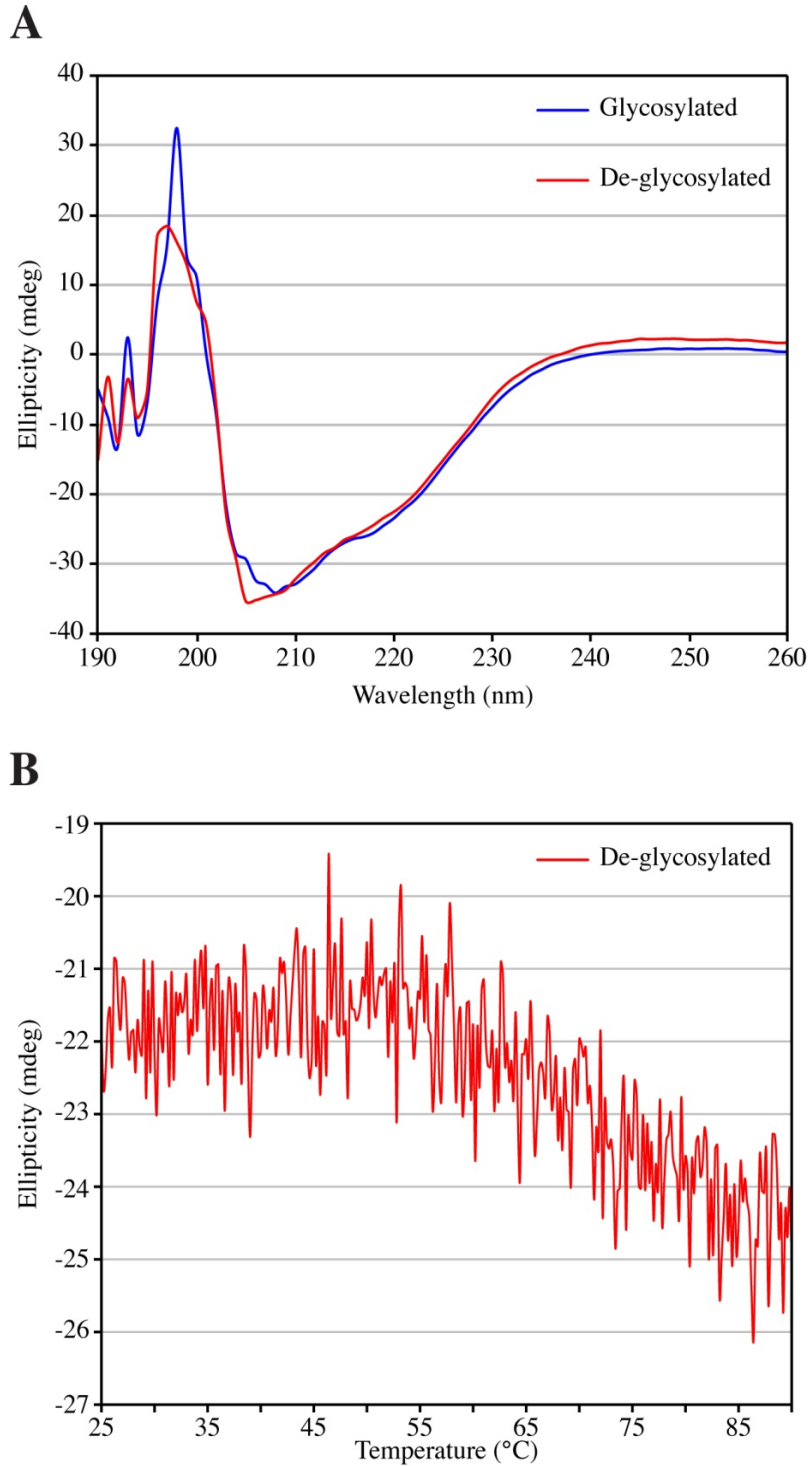 A
40
30
20
10
0
-10
-20
-30
-40
Ellipticity (mdeg)
Glycosylated
De-glycosylated
190 200 210 220 230 240 250 260
Wavelength (nm)
B
-19
-20
-21
-22
-23
-24
-25
-26
-27
Ellipticity (mdeg)
De-glycosylated
25 35 45 55 65 75 85
Temperature (°C)